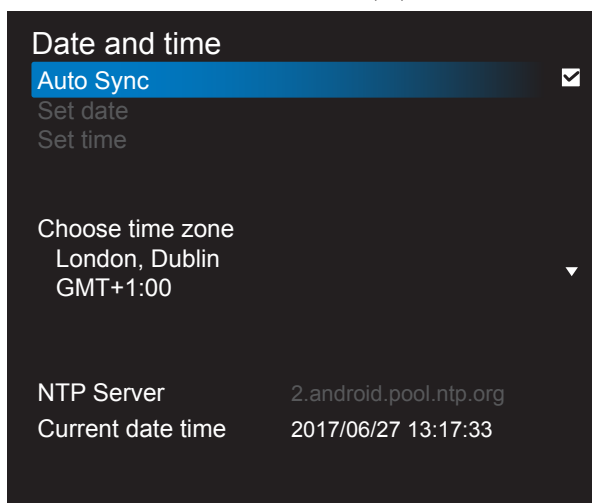 Date and time
Auto Sync
Set date
Set time
Choose time zone
London, Dublin
GMT+1:00
NTP Server 2.android.pool.ntp.org
Current date time 2017/06/27 13:17:33